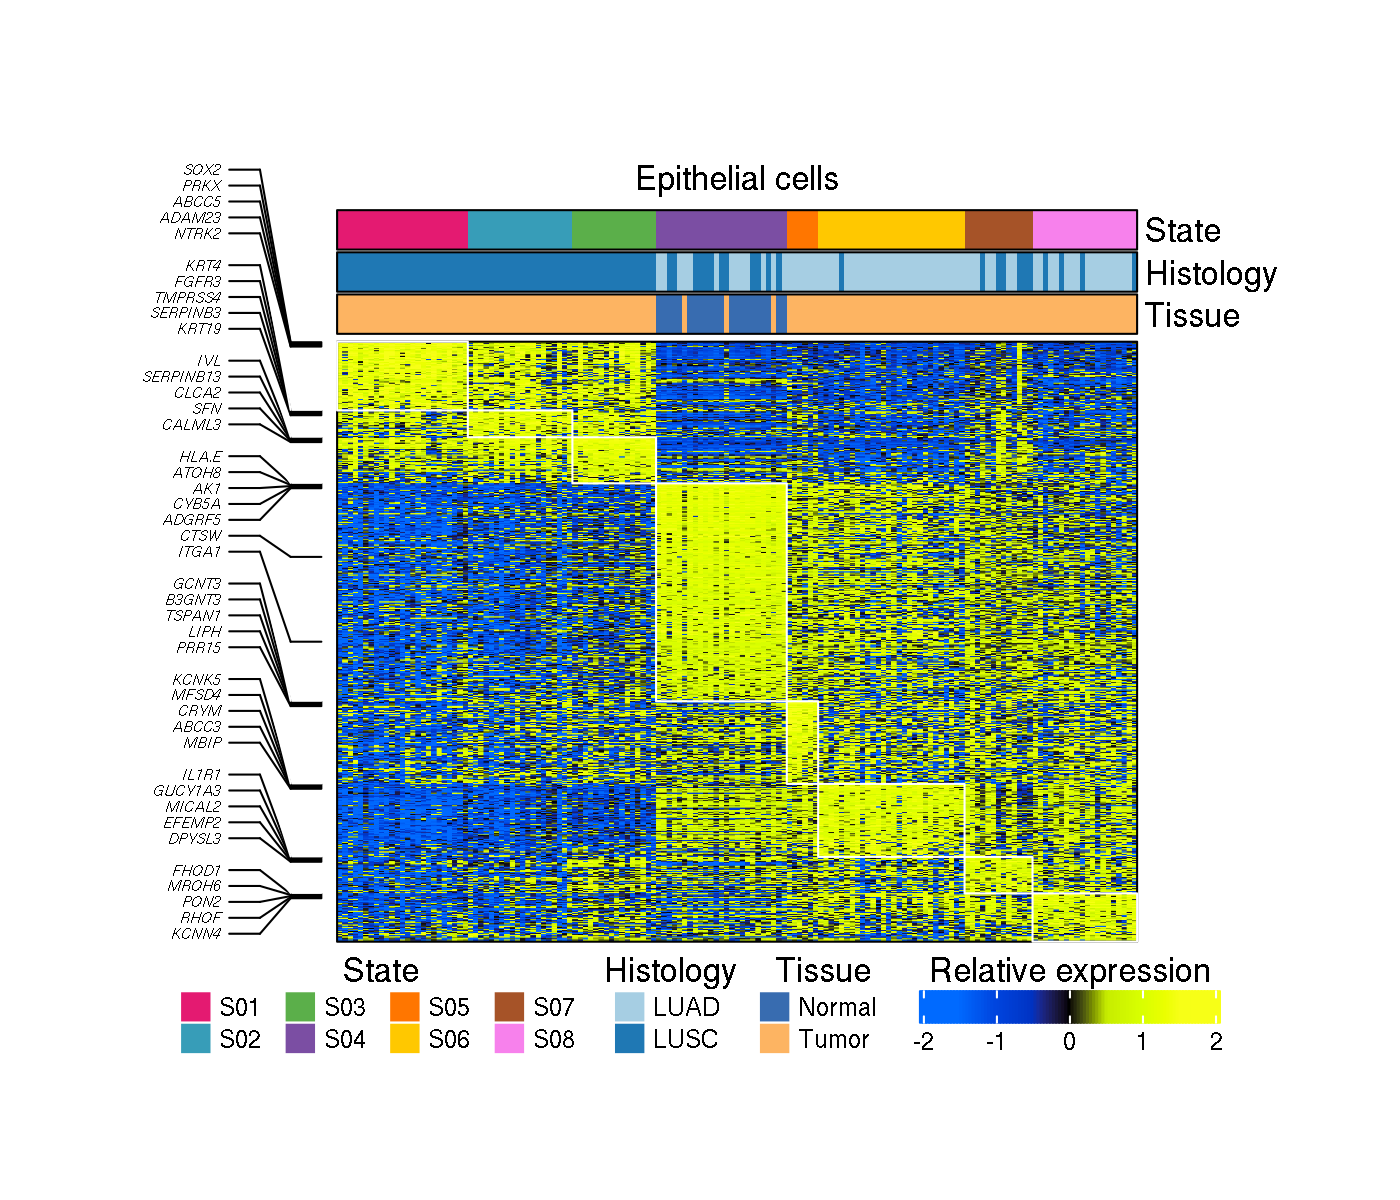 Epithelial cells
State
Histology
Tissue
SOX2
PRKX
ABCC5
ADAM23
NTRK2
KRT4
FGFR3
TMPRSS4
SERPINB3
KRT19
IVL
SERPINB13
CLCA2
SFN
CALML3
HLA.E
ATOH8
AK1
CYB5A
ADGRF5
CTSW
ITGA1
GCNT3
B3GNT3
TSPAN1
LIPH
PRR15
KCNK5
MFSD4
CRYM
ABCC3
MBIP
IL1R1
GUCY1A3
MICAL2
EFEMP2
DPYSL3
FHOD1
MROH6
PON2
RHOF
KCNN4
State Histology Tissue Relative expression
S01 S03 S05 S07 LUAD Normal
S02 S04 S06 S08 LUSC Tumor
-2 -1 0 1 2